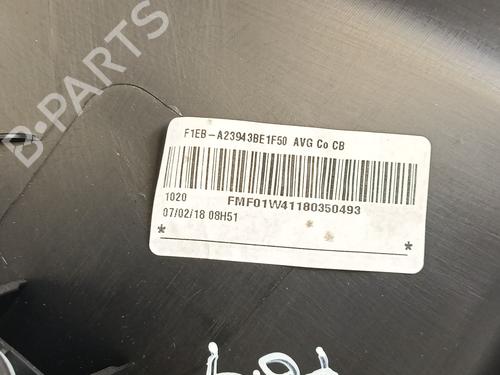 B-PARTS
F1EB-A23943BE1F50 AVG Co CB
1020 FMF01W41180350493
07/02/18 08H51
* *